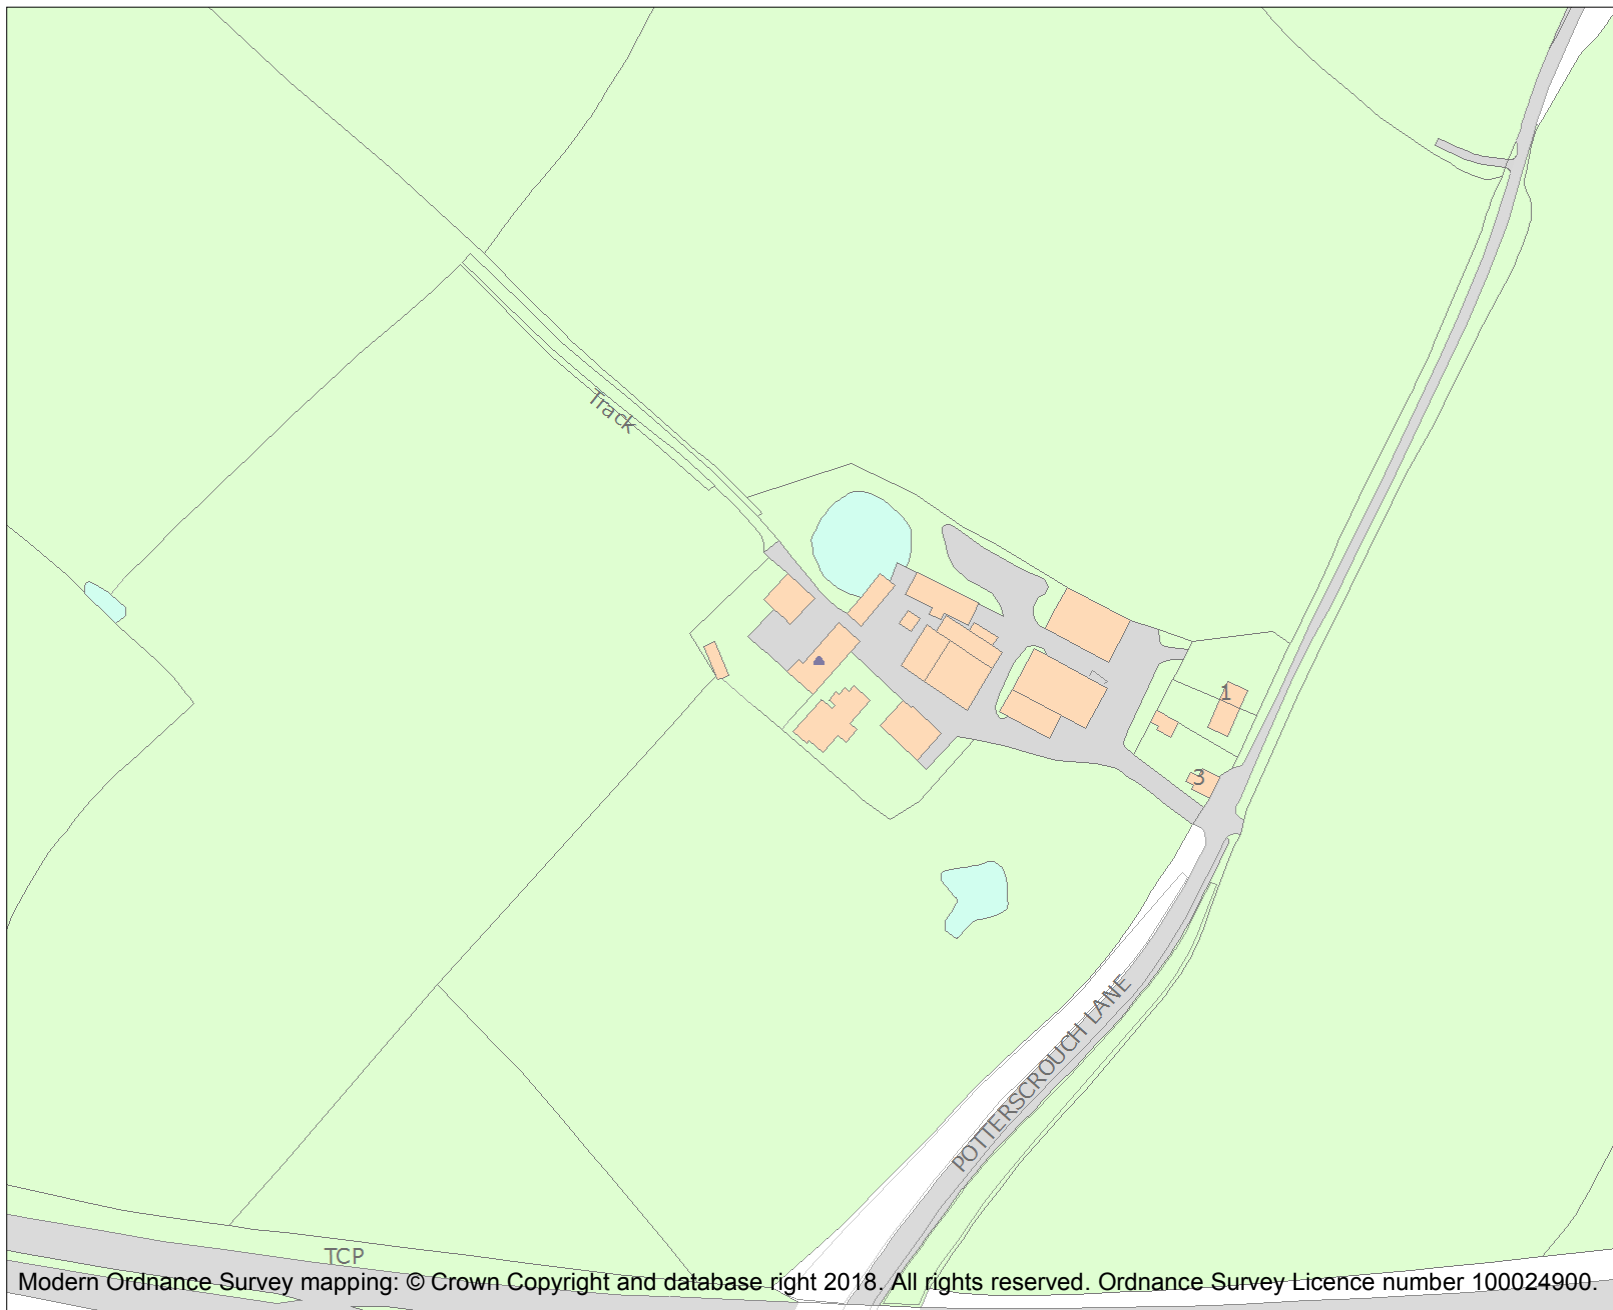 Track
1
3
POTTERSCROUCH LANE
TCP
Modern Ordnance Survey mapping: © Crown Copyright and database right 2018. All rights reserved. Ordnance Survey Licence number 100024900.